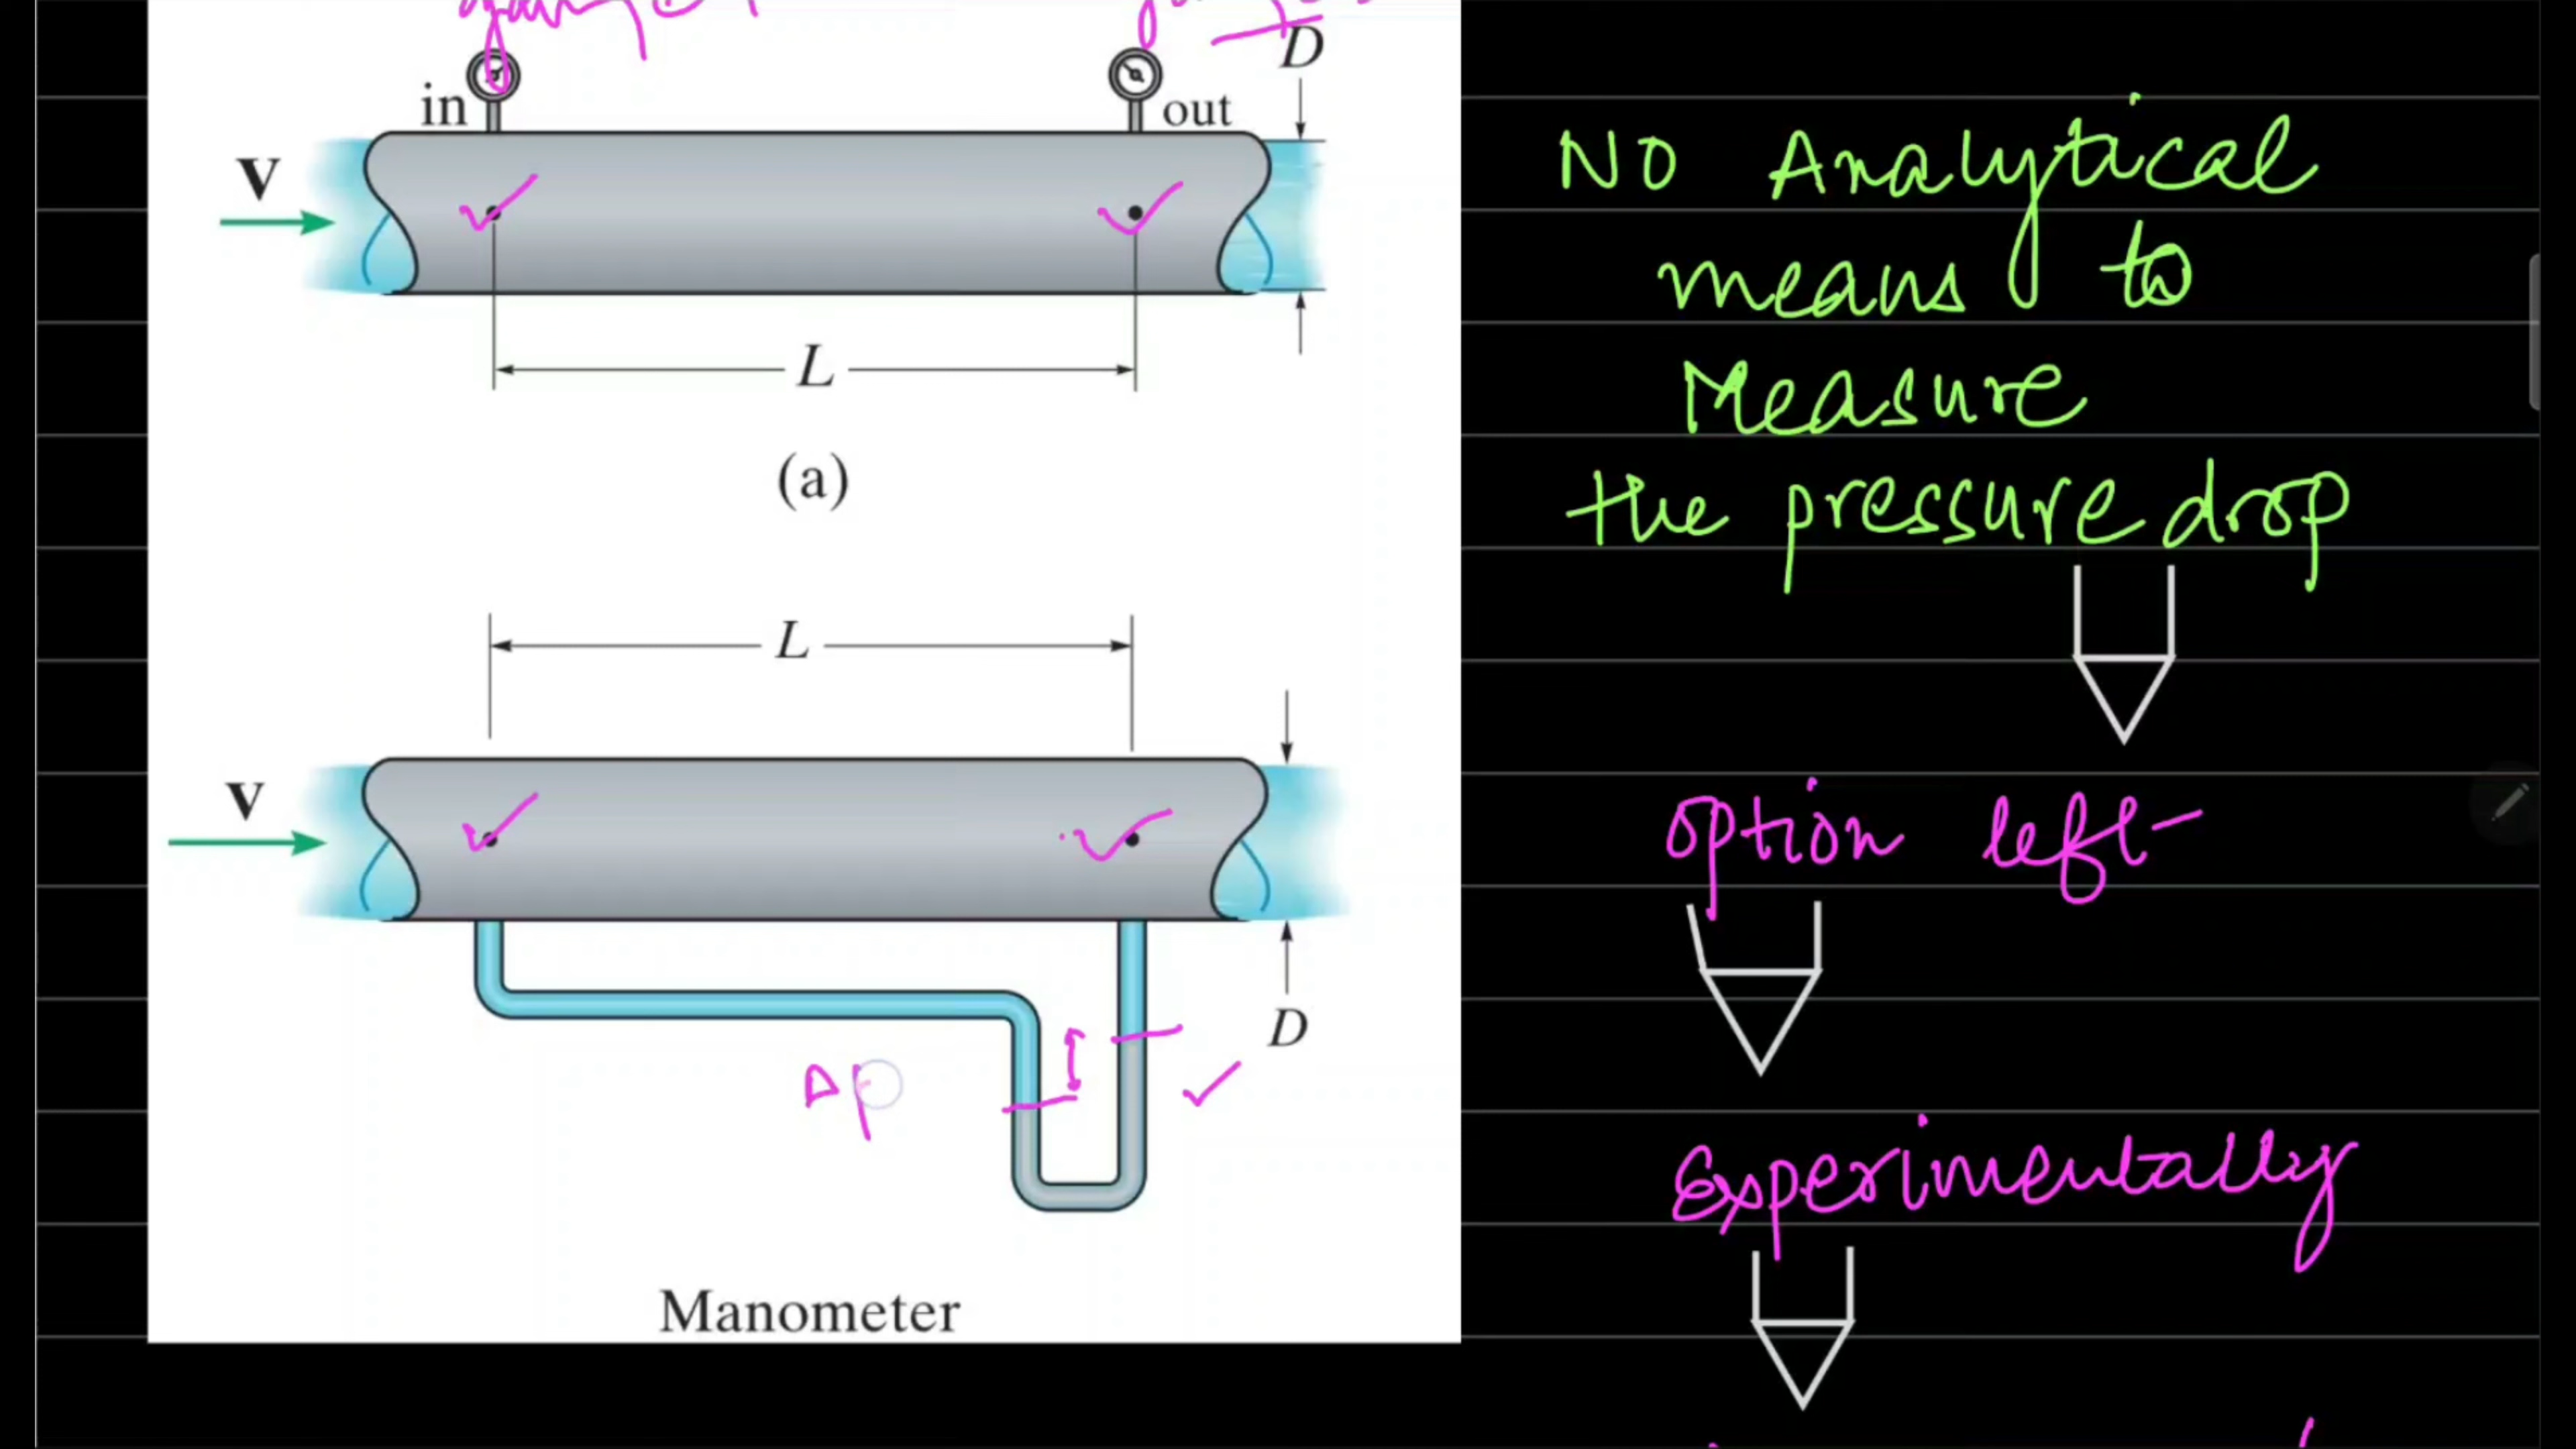 D
in
out
V
L
(a)
L
V
D
Δp
Manometer
NO Analytical
means to
Measure
the pressure drop
option left
Experimentally